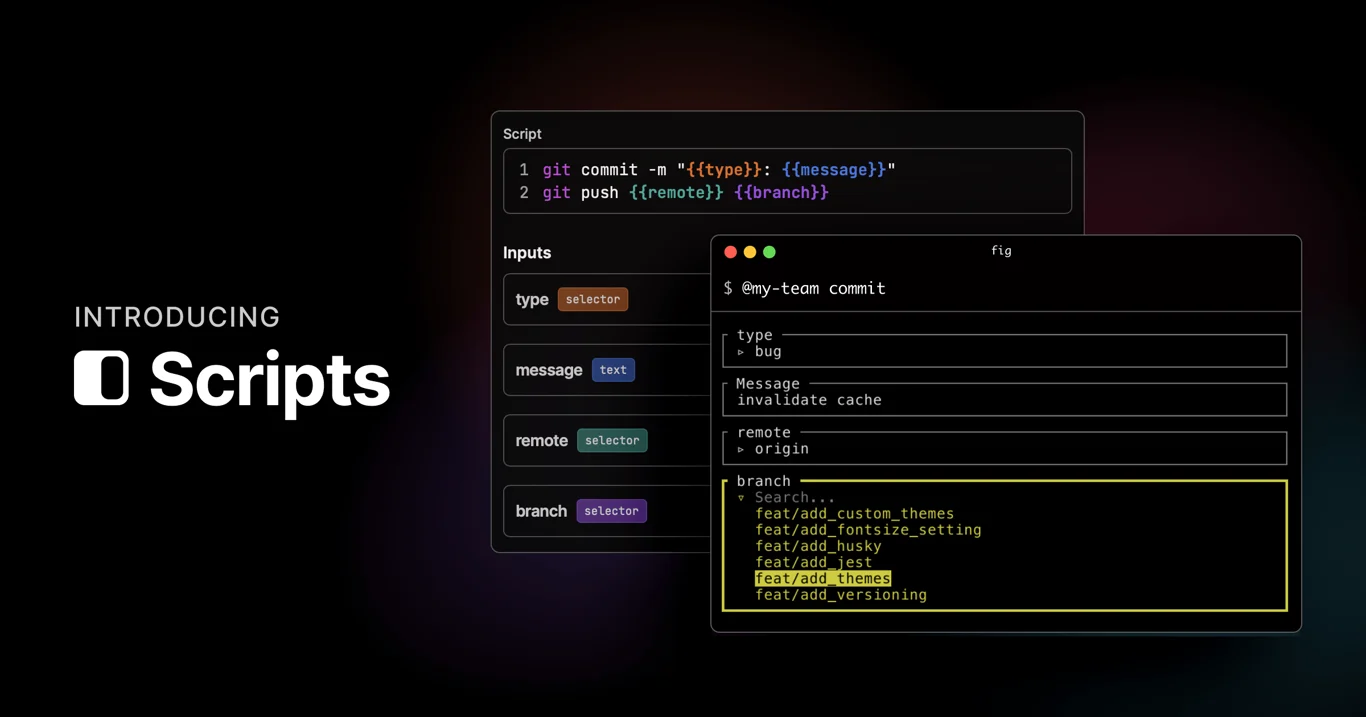 INTRODUCING
Scripts
Script
1 git commit -m "{{type}}: {{message}}"
2 git push {{remote}} {{branch}}
Inputs
type selector
message text
remote selector
branch selector
fig
$ @my-team commit
type
▹ bug
Message
invalidate cache
remote
▹ origin
branch
▿ Search...
feat/add_custom_themes
feat/add_fontsize_setting
feat/add_husky
feat/add_jest
feat/add_themes
feat/add_versioning